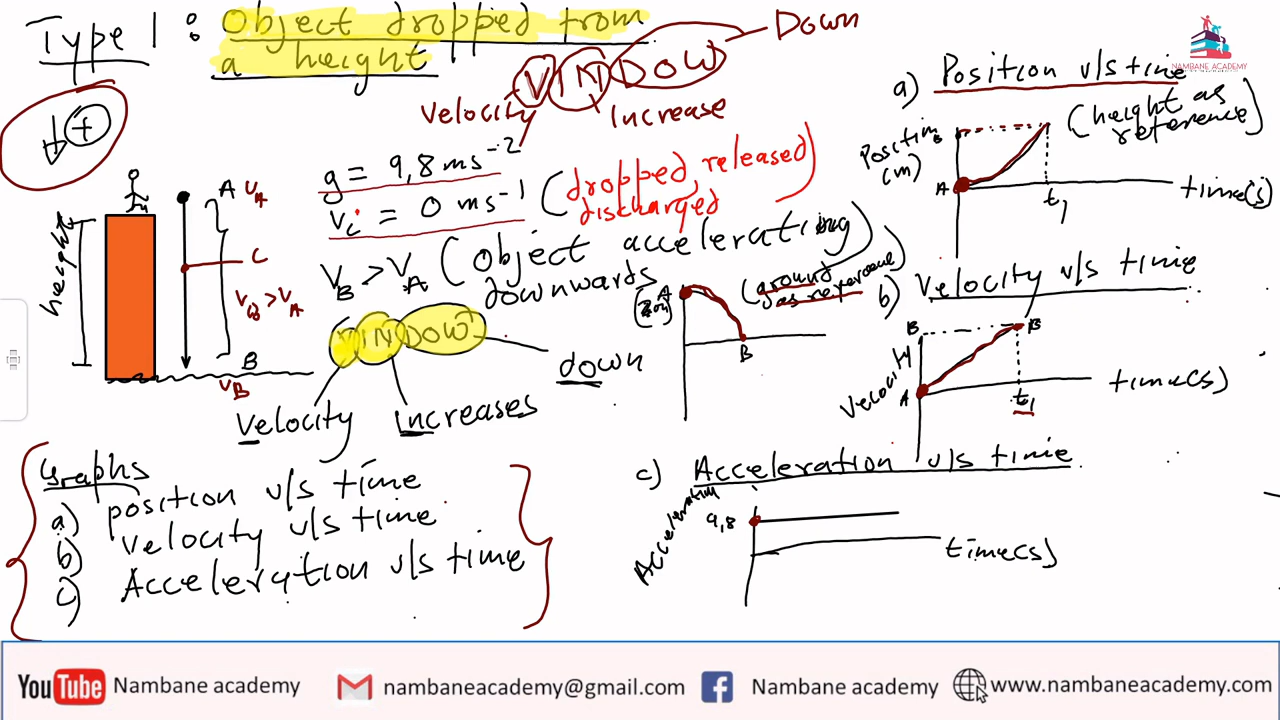 Type 1 : Object dropped from
a height
VINDOW
Down
Velocity
Increase
NAMBANE ACADEMY
↓ +
g = 9,8 ms⁻²
Vi = 0 ms⁻¹ (dropped, released
discharged)
VB > VA (Object accelerating
downwards)
height
A VA
C
VB > VA
B
VB
VINDOW
down
Velocity
Increases
Graphs
a) position v/s time
b) velocity v/s time
c) Acceleration v/s time
a) Position v/s time
(height as
reference)
Position
(m)
B
A
t1
time(s)
(ground
as reference)
A
B
b) Velocity v/s time
B
B
Velocity
A
t1
time(s)
c) Acceleration v/s time
Acceleration
9,8
time(s)
YouTube Nambane academy
nambaneacademy@gmail.com
f Nambane academy
www.nambaneacademy.com